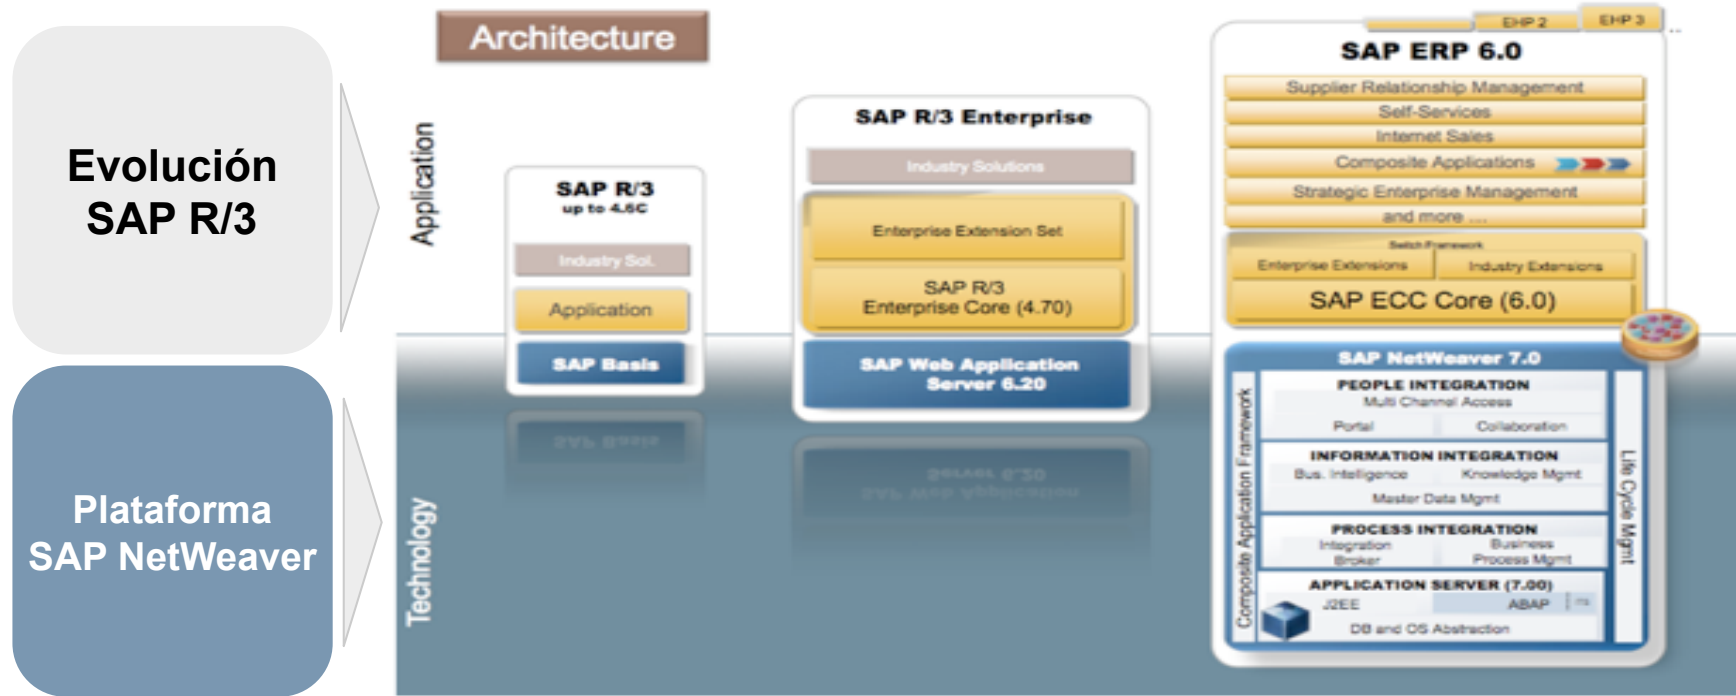 Evolución
SAP R/3
Plataforma
SAP NetWeaver
Architecture
Application
Technology
SAP R/3
up to 4.6C
Industry Sol.
Application
SAP Basis
SAP R/3 Enterprise
Industry Solutions
Enterprise Extension Set
SAP R/3
Enterprise Core (4.70)
SAP Web Application
Server 6.20
EHP 2
EHP 3
...
SAP ERP 6.0
Supplier Relationship Management
Self-Services
Internet Sales
Composite Applications
Strategic Enterprise Management
and more ....
Switch Framework
Enterprise Extensions
Industry Extensions
SAP ECC Core (6.0)
SAP NetWeaver 7.0
Composite Application Framework
PEOPLE INTEGRATION
Multi Channel Access
Portal
Collaboration
INFORMATION INTEGRATION
Bus. Intelligence
Knowledge Mgmt
Master Data Mgmt
PROCESS INTEGRATION
Integration
Broker
Business
Process Mgmt
APPLICATION SERVER (7.00)
J2EE
ABAP
DB and OS Abstraction
Life Cycle Mgmt